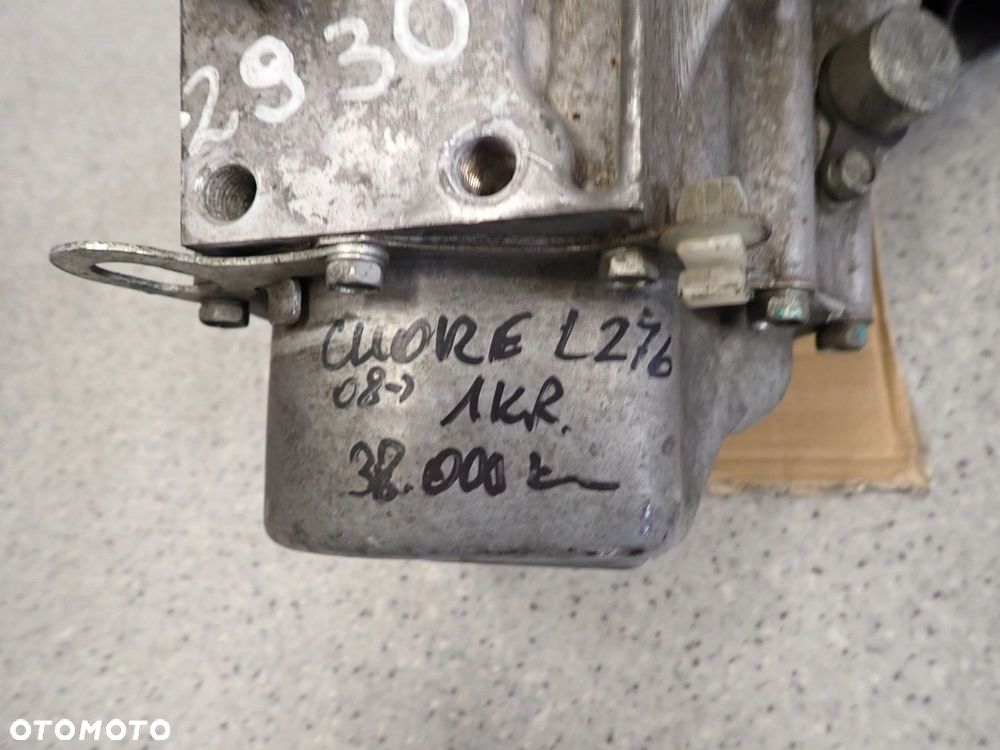 2930
CUORE L276
08->
1KR.
38.000 km
OTOMOTO